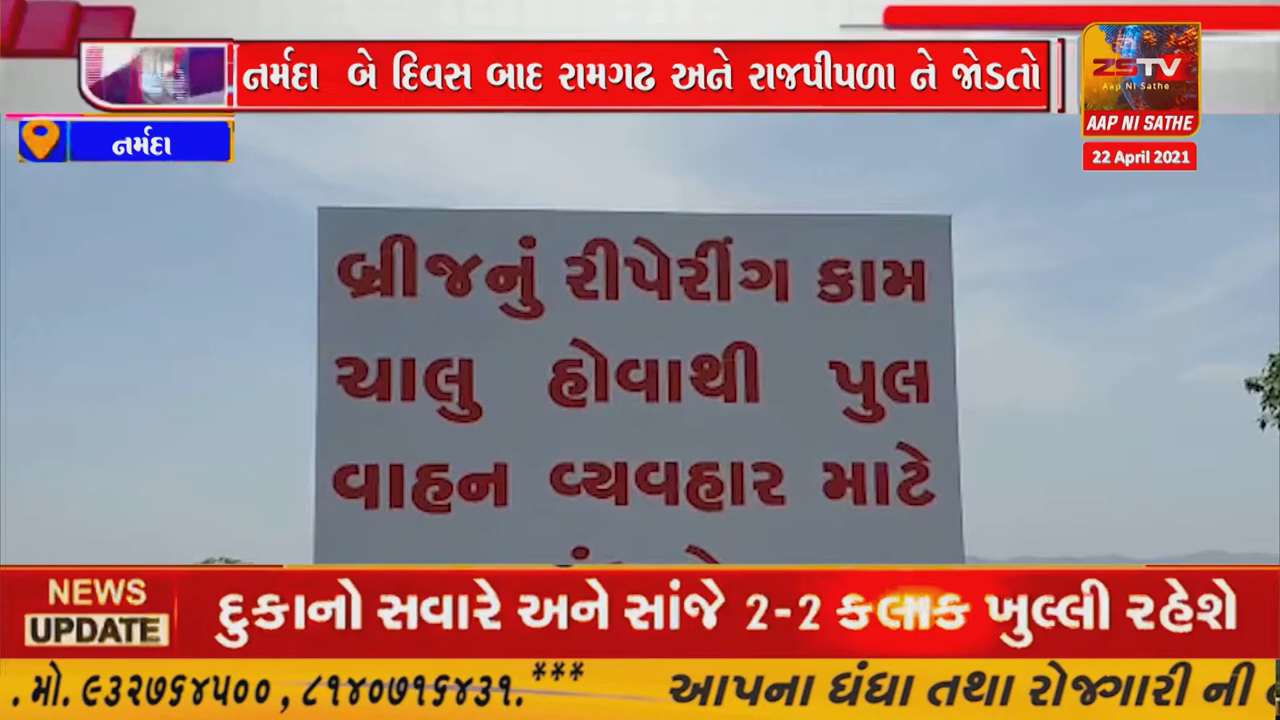 નર્મદા બે દિવસ બાદ રામગઢ અને રાજપીપળા ને જોડતો
ZSTV
Aap Ni Sathe
AAP NI SATHE
22 April 2021
નર્મદા
બ્રીજનું રીપેરીંગ કામ
ચાલુ હોવાથી પુલ
વાહન વ્યવહાર માટે
NEWS
UPDATE
દુકાનો સવારે અને સાંજે 2-2 કલાક ખુલ્લી રહેશે
. મો. ૯૩૨૭૬૪૫૦૦ , ૮૧૪૦૭૧૬૪૩૧.*** આપના ધંધા તથા રોજગારી ની